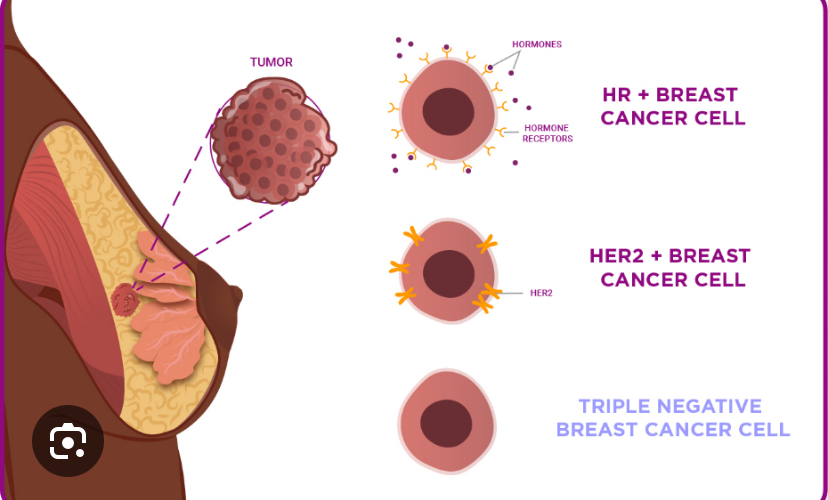 TUMOR
HORMONES
HORMONE
RECEPTORS
HR + BREAST
CANCER CELL
HER2
HER2 + BREAST
CANCER CELL
TRIPLE NEGATIVE
BREAST CANCER CELL